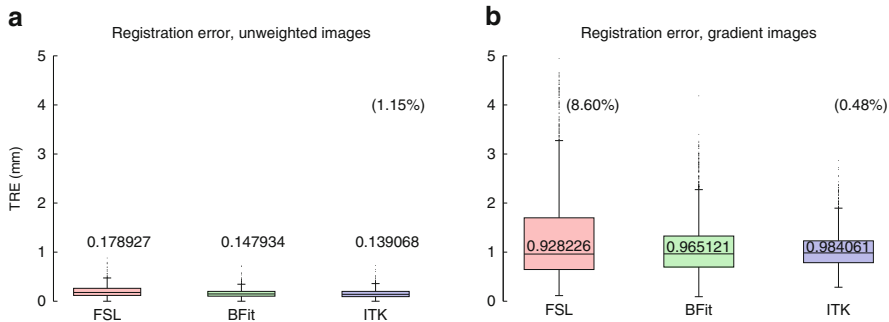 a
Registration error, unweighted images
5
4
3
2
1
0
TRE (mm)
(1.15%)
0.178927
0.147934
0.139068
FSL
BFit
ITK
b
Registration error, gradient images
5
4
3
2
1
0
(8.60%)
(0.48%)
0.928226
0.965121
0.984061
FSL
BFit
ITK